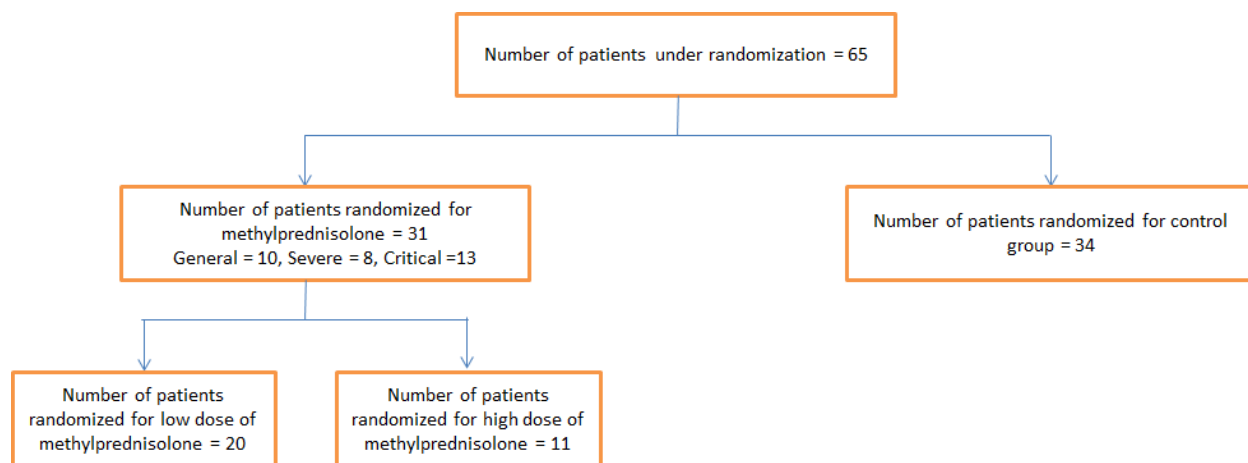 Number of patients under randomization = 65
Number of patients randomized for
methylprednisolone = 31
General = 10, Severe = 8, Critical =13
Number of patients randomized for control
group = 34
Number of patients
randomized for low dose of
methylprednisolone = 20
Number of patients
randomized for high dose of
methylprednisolone = 11